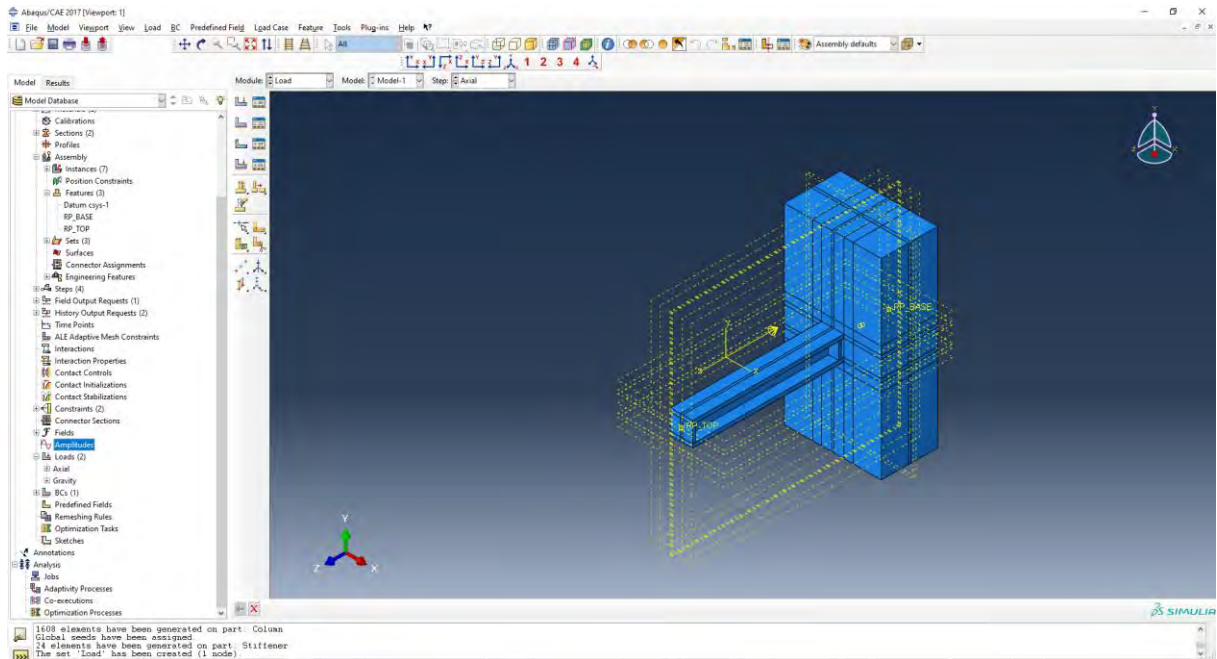 Abaqus/CAE 2017 [Viewport: 1]
File Model Viewport View Load BC Predefined Field Load Case Feature Tools Plug-ins Help
All
Assembly defaults
1 2 3 4
Model Results
Module: Load Model: Model-1 Step: Axial
Model Database
Calibrations
Sections (2)
Profiles
Assembly
Instances (7)
Position Constraints
Features (3)
Datum csys-1
RP_BASE
RP_TOP
Sets (3)
Surfaces
Connector Assignments
Engineering Features
Steps (4)
Field Output Requests (1)
History Output Requests (2)
Time Points
ALE Adaptive Mesh Constraints
Interactions
Interaction Properties
Contact Controls
Contact Initializations
Contact Stabilizations
Constraints (2)
Connector Sections
Fields
Amplitudes
Loads (2)
Axial
Gravity
BCs (1)
Predefined Fields
Remeshing Rules
Optimization Tasks
Sketches
Annotations
Analysis
Jobs
Adaptivity Processes
Co-executions
Optimization Processes
RP_BASE
RP_TOP
Y
Z
X
SIMULIA
1608 elements have been generated on part: Column
Global seeds have been assigned.
24 elements have been generated on part: Stiffener
The set 'Load' has been created (1 node).